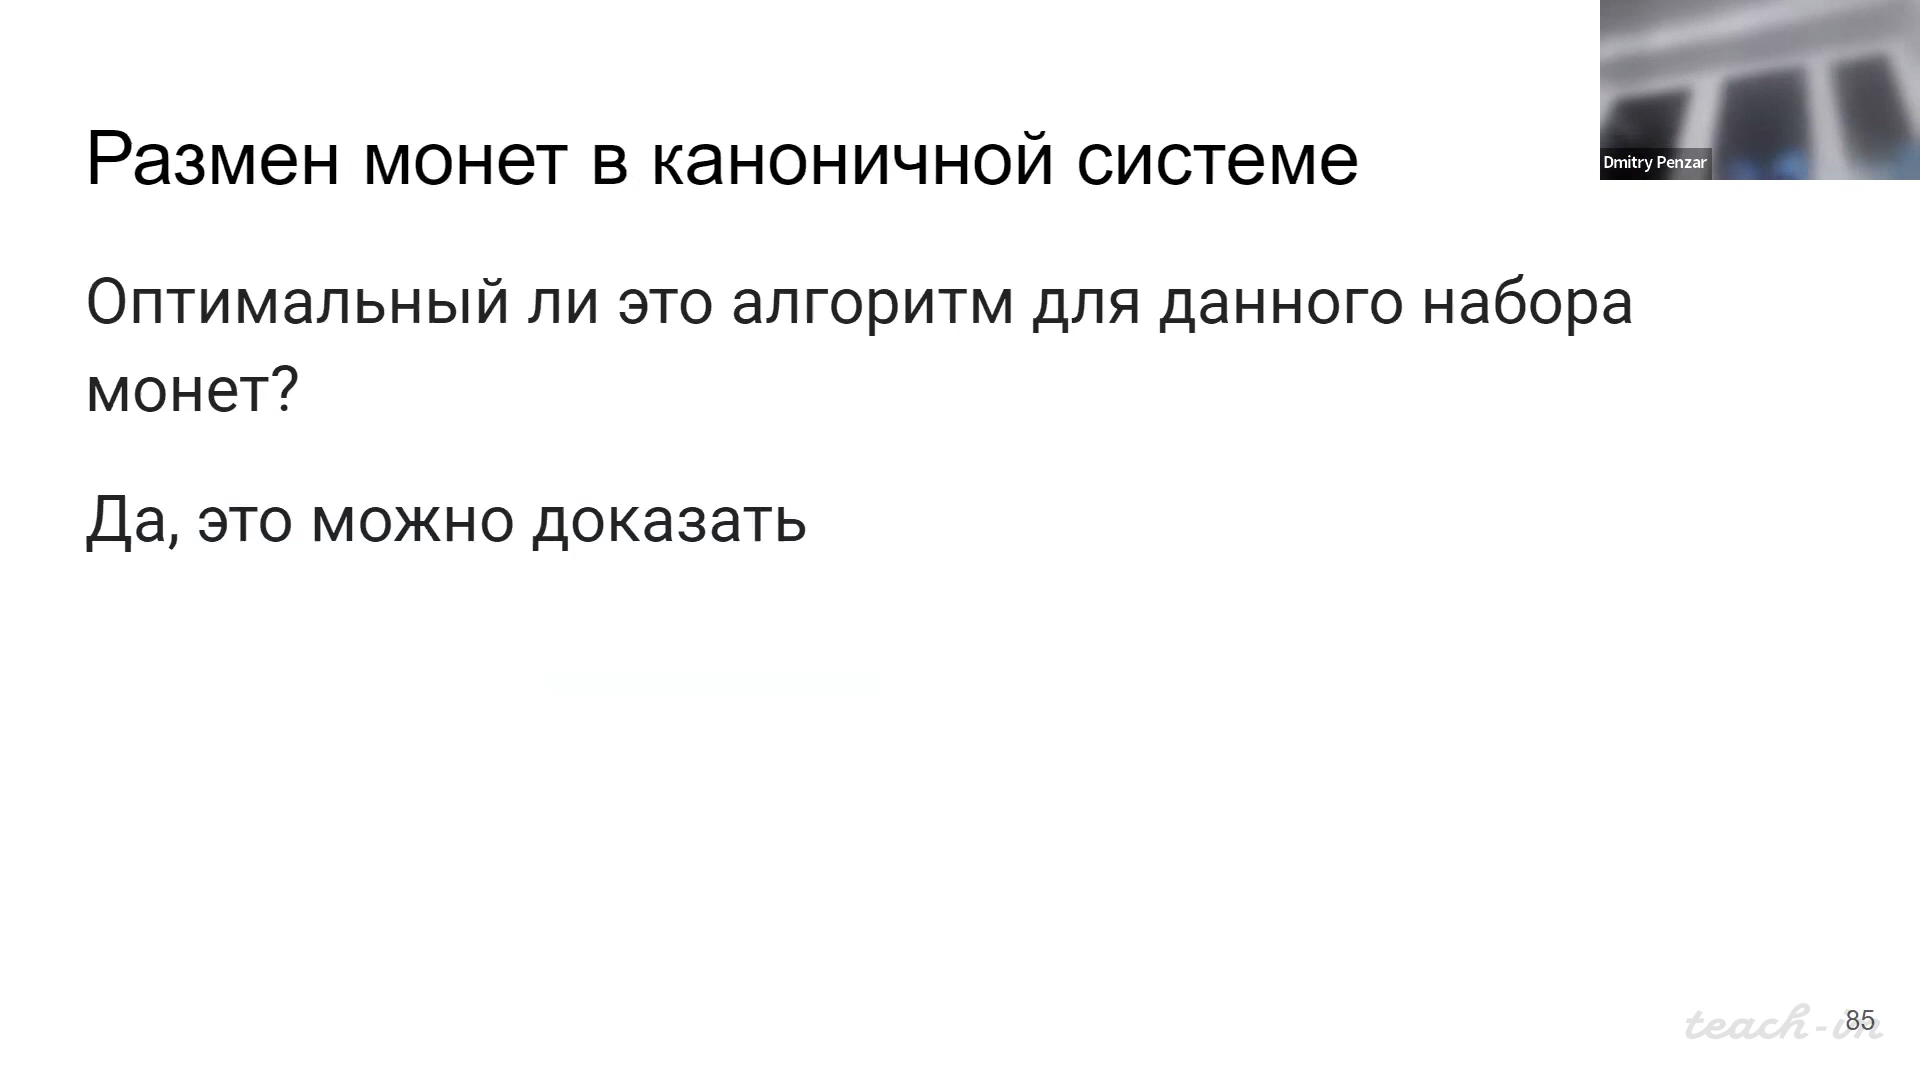 Dmitry Penzar
Размен монет в каноничной системе
Оптимальный ли это алгоритм для данного набора
монет?
Да, это можно доказать
teach-in
85